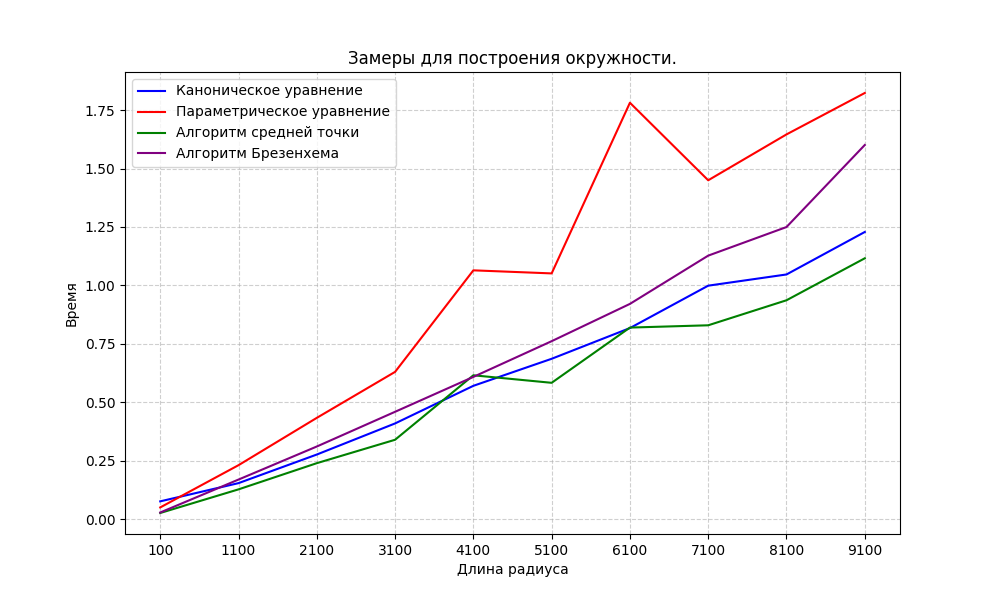 Замеры для построения окружности.
Каноническое уравнение
Параметрическое уравнение
Алгоритм средней точки
Алгоритм Брезенхема
1.75
1.50
1.25
1.00
0.75
0.50
0.25
0.00
Время
100 1100 2100 3100 4100 5100 6100 7100 8100 9100
Длина радиуса